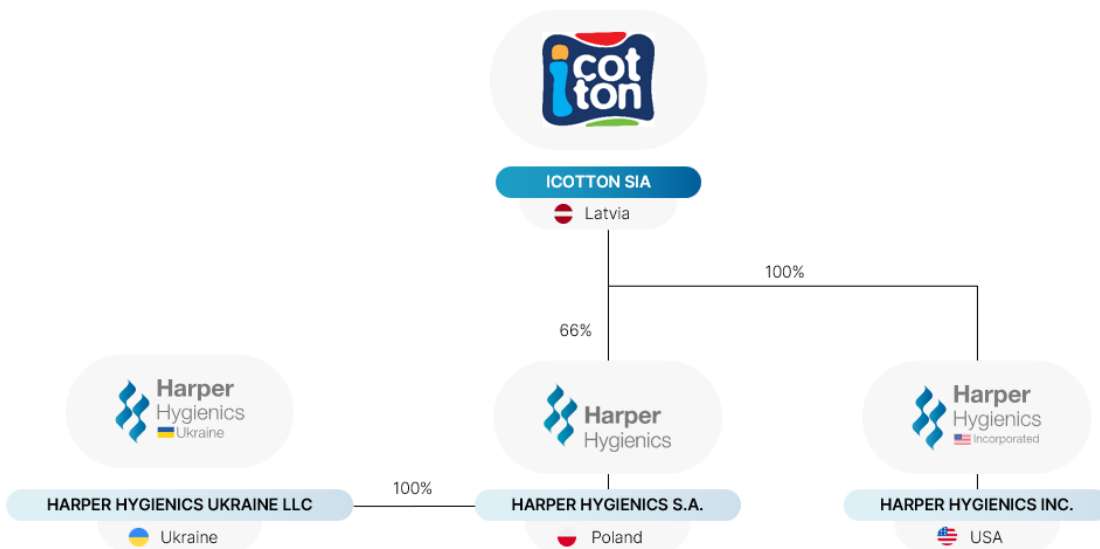 icot
ton
ICOTTON SIA
Latvia
100%
66%
Harper
Hygienics
Ukraine
Harper
Hygienics
Harper
Hygienics
Incorporated
HARPER HYGIENICS UKRAINE LLC
100%
HARPER HYGIENICS S.A.
HARPER HYGIENICS INC.
Ukraine
Poland
USA